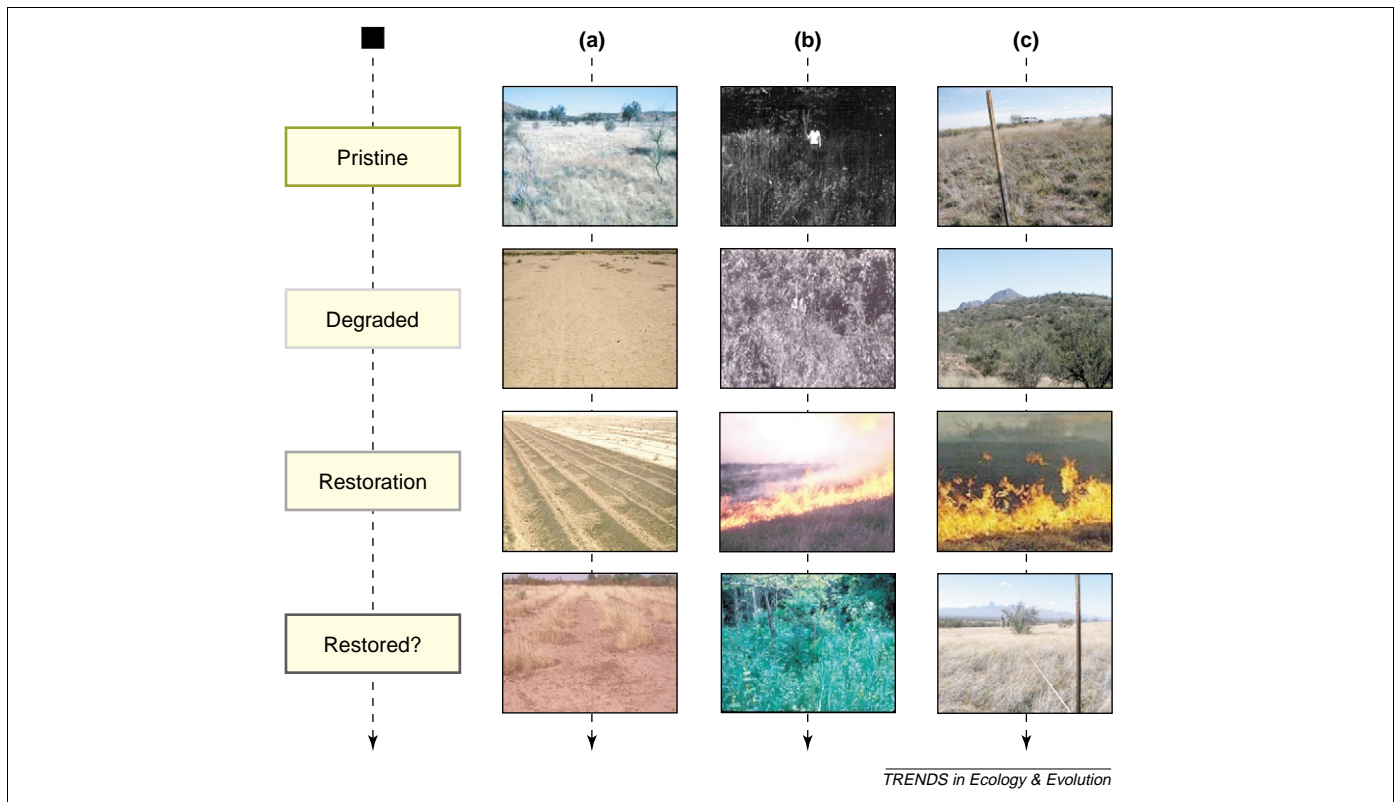 (a) (b) (c)
Pristine
Degraded
Restoration
Restored?
TRENDS in Ecology & Evolution